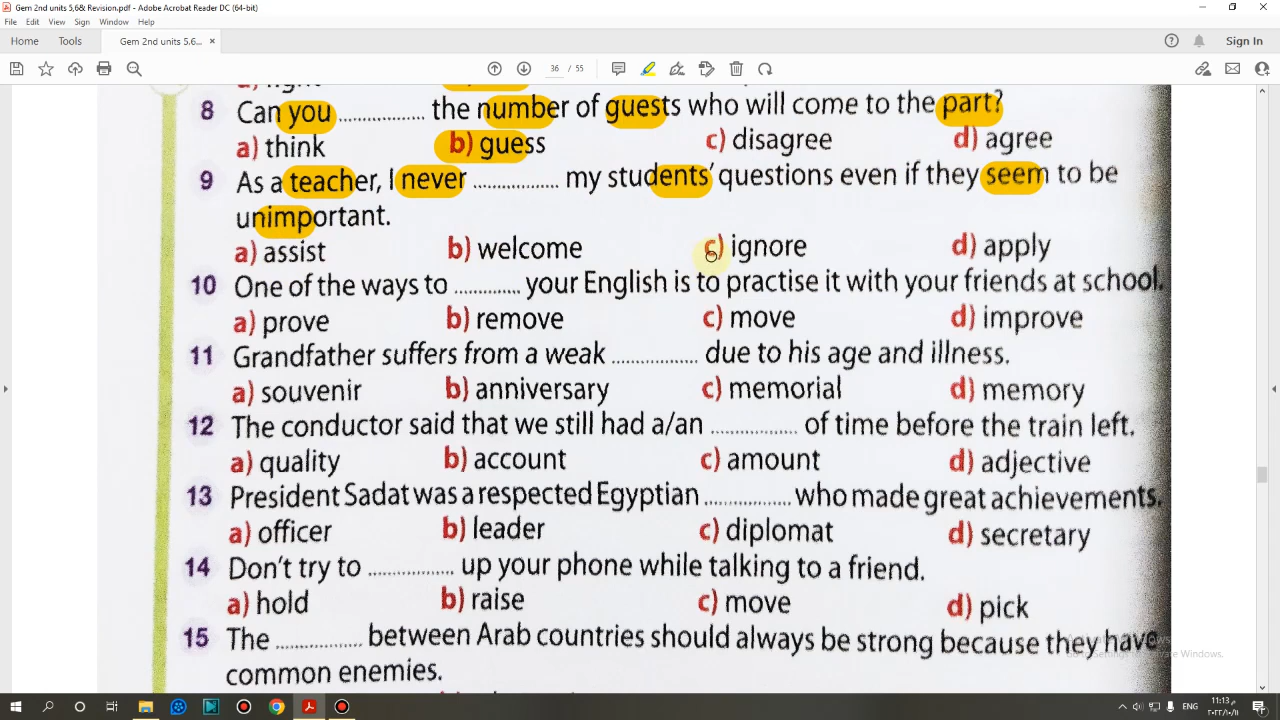 Gem 2nd units 5,6& Revision.pdf - Adobe Acrobat Reader DC (64-bit)
File Edit View Sign Window Help
Home Tools Gem 2nd units 5,6... × Sign In
36 / 55
8 Can you ............... the number of guests who will come to the part?
a) think b) guess c) disagree d) agree
9 As a teacher, I never ............... my students' questions even if they seem to be
unimportant.
a) assist b) welcome c) ignore d) apply
10 One of the ways to ............ your English is to practise it with your friends at school.
a) prove b) remove c) move d) improve
11 Grandfather suffers from a weak ............... due to his age and illness.
a) souvenir b) anniversary c) memorial d) memory
12 The conductor said that we still had a/an ............... of time before the train left.
a) quality b) account c) amount d) adjective
13 President Sadat was a respected Egyptian ............... who made great achievements.
a) officer b) leader c) diplomat d) secretary
14 Don't try to ............... up your phone while talking to a friend.
a) hold b) raise c) move d) pick
15 The ............... between Arab countries should always be strong because they have
common enemies.
ENG